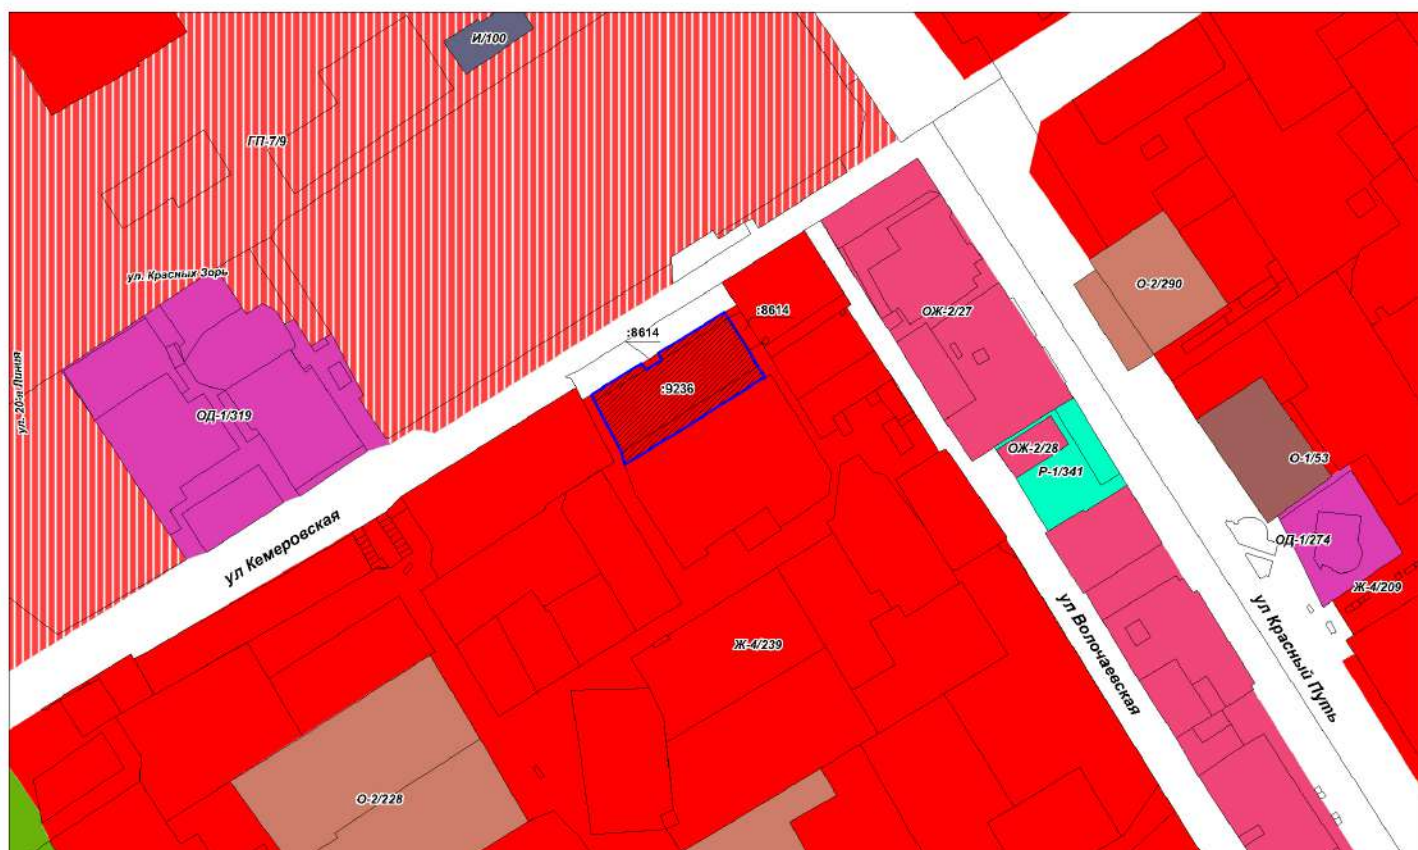 И/100
ГП-7/9
ул. Красных Зорь
О-2/290
:8614
:8614
ОЖ-2/27
ул. 20-я Линия
:9236
ОД-1/319
ОЖ-2/28
Р-1/341
О-1/53
ул Кемеровская
ОД-1/274
Ж-4/209
Ж-4/239
ул Волочаевская
ул Красный Путь
О-2/228